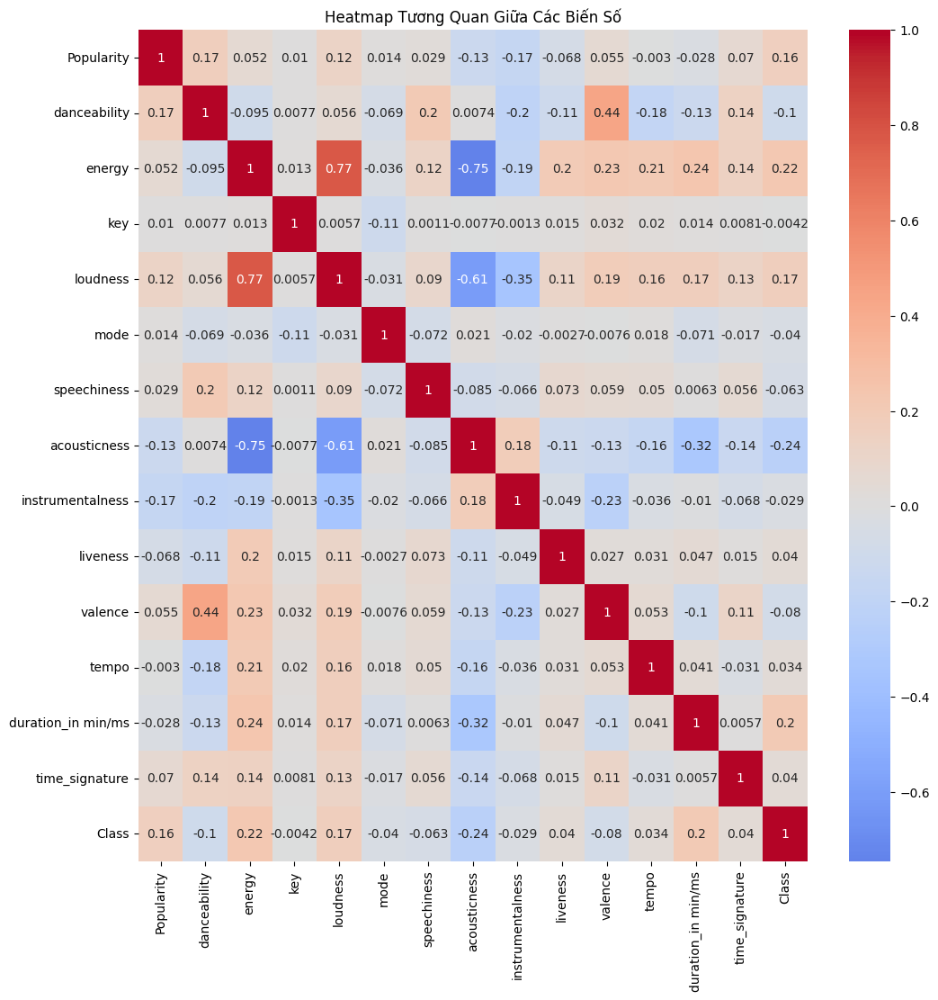 Heatmap Tương Quan Giữa Các Biến Số
Popularity 1 0.17 0.052 0.01 0.12 0.014 0.029 -0.13 -0.17 -0.068 0.055 -0.003 -0.028 0.07 0.16
danceability 0.17 1 -0.095 0.0077 0.056 -0.069 0.2 0.0074 -0.2 -0.11 0.44 -0.18 -0.13 0.14 -0.1
energy 0.052 -0.095 1 0.013 0.77 -0.036 0.12 -0.75 -0.19 0.2 0.23 0.21 0.24 0.14 0.22
key 0.01 0.0077 0.013 1 0.0057 -0.11 0.0011 -0.0077 -0.0013 0.015 0.032 0.02 0.014 0.0081 -0.0042
loudness 0.12 0.056 0.77 0.0057 1 -0.031 0.09 -0.61 -0.35 0.11 0.19 0.16 0.17 0.13 0.17
mode 0.014 -0.069 -0.036 -0.11 -0.031 1 -0.072 0.021 -0.02 -0.0027 -0.0076 0.018 -0.071 -0.017 -0.04
speechiness 0.029 0.2 0.12 0.0011 0.09 -0.072 1 -0.085 -0.066 0.073 0.059 0.05 0.0063 0.056 -0.063
acousticness -0.13 0.0074 -0.75 -0.0077 -0.61 0.021 -0.085 1 0.18 -0.11 -0.13 -0.16 -0.32 -0.14 -0.24
instrumentalness -0.17 -0.2 -0.19 -0.0013 -0.35 -0.02 -0.066 0.18 1 -0.049 -0.23 -0.036 -0.01 -0.068 -0.029
liveness -0.068 -0.11 0.2 0.015 0.11 -0.0027 0.073 -0.11 -0.049 1 0.027 0.031 0.047 0.015 0.04
valence 0.055 0.44 0.23 0.032 0.19 -0.0076 0.059 -0.13 -0.23 0.027 1 0.053 -0.1 0.11 -0.08
tempo -0.003 -0.18 0.21 0.02 0.16 0.018 0.05 -0.16 -0.036 0.031 0.053 1 0.041 -0.031 0.034
duration_in min/ms -0.028 -0.13 0.24 0.014 0.17 -0.071 0.0063 -0.32 -0.01 0.047 -0.1 0.041 1 0.0057 0.2
time_signature 0.07 0.14 0.14 0.0081 0.13 -0.017 0.056 -0.14 -0.068 0.015 0.11 -0.031 0.0057 1 0.04
Class 0.16 -0.1 0.22 -0.0042 0.17 -0.04 -0.063 -0.24 -0.029 0.04 -0.08 0.034 0.2 0.04 1
Popularity danceability energy key loudness mode speechiness acousticness instrumentalness liveness valence tempo duration_in min/ms time_signature Class
1.0
0.8
0.6
0.4
0.2
0.0
-0.2
-0.4
-0.6